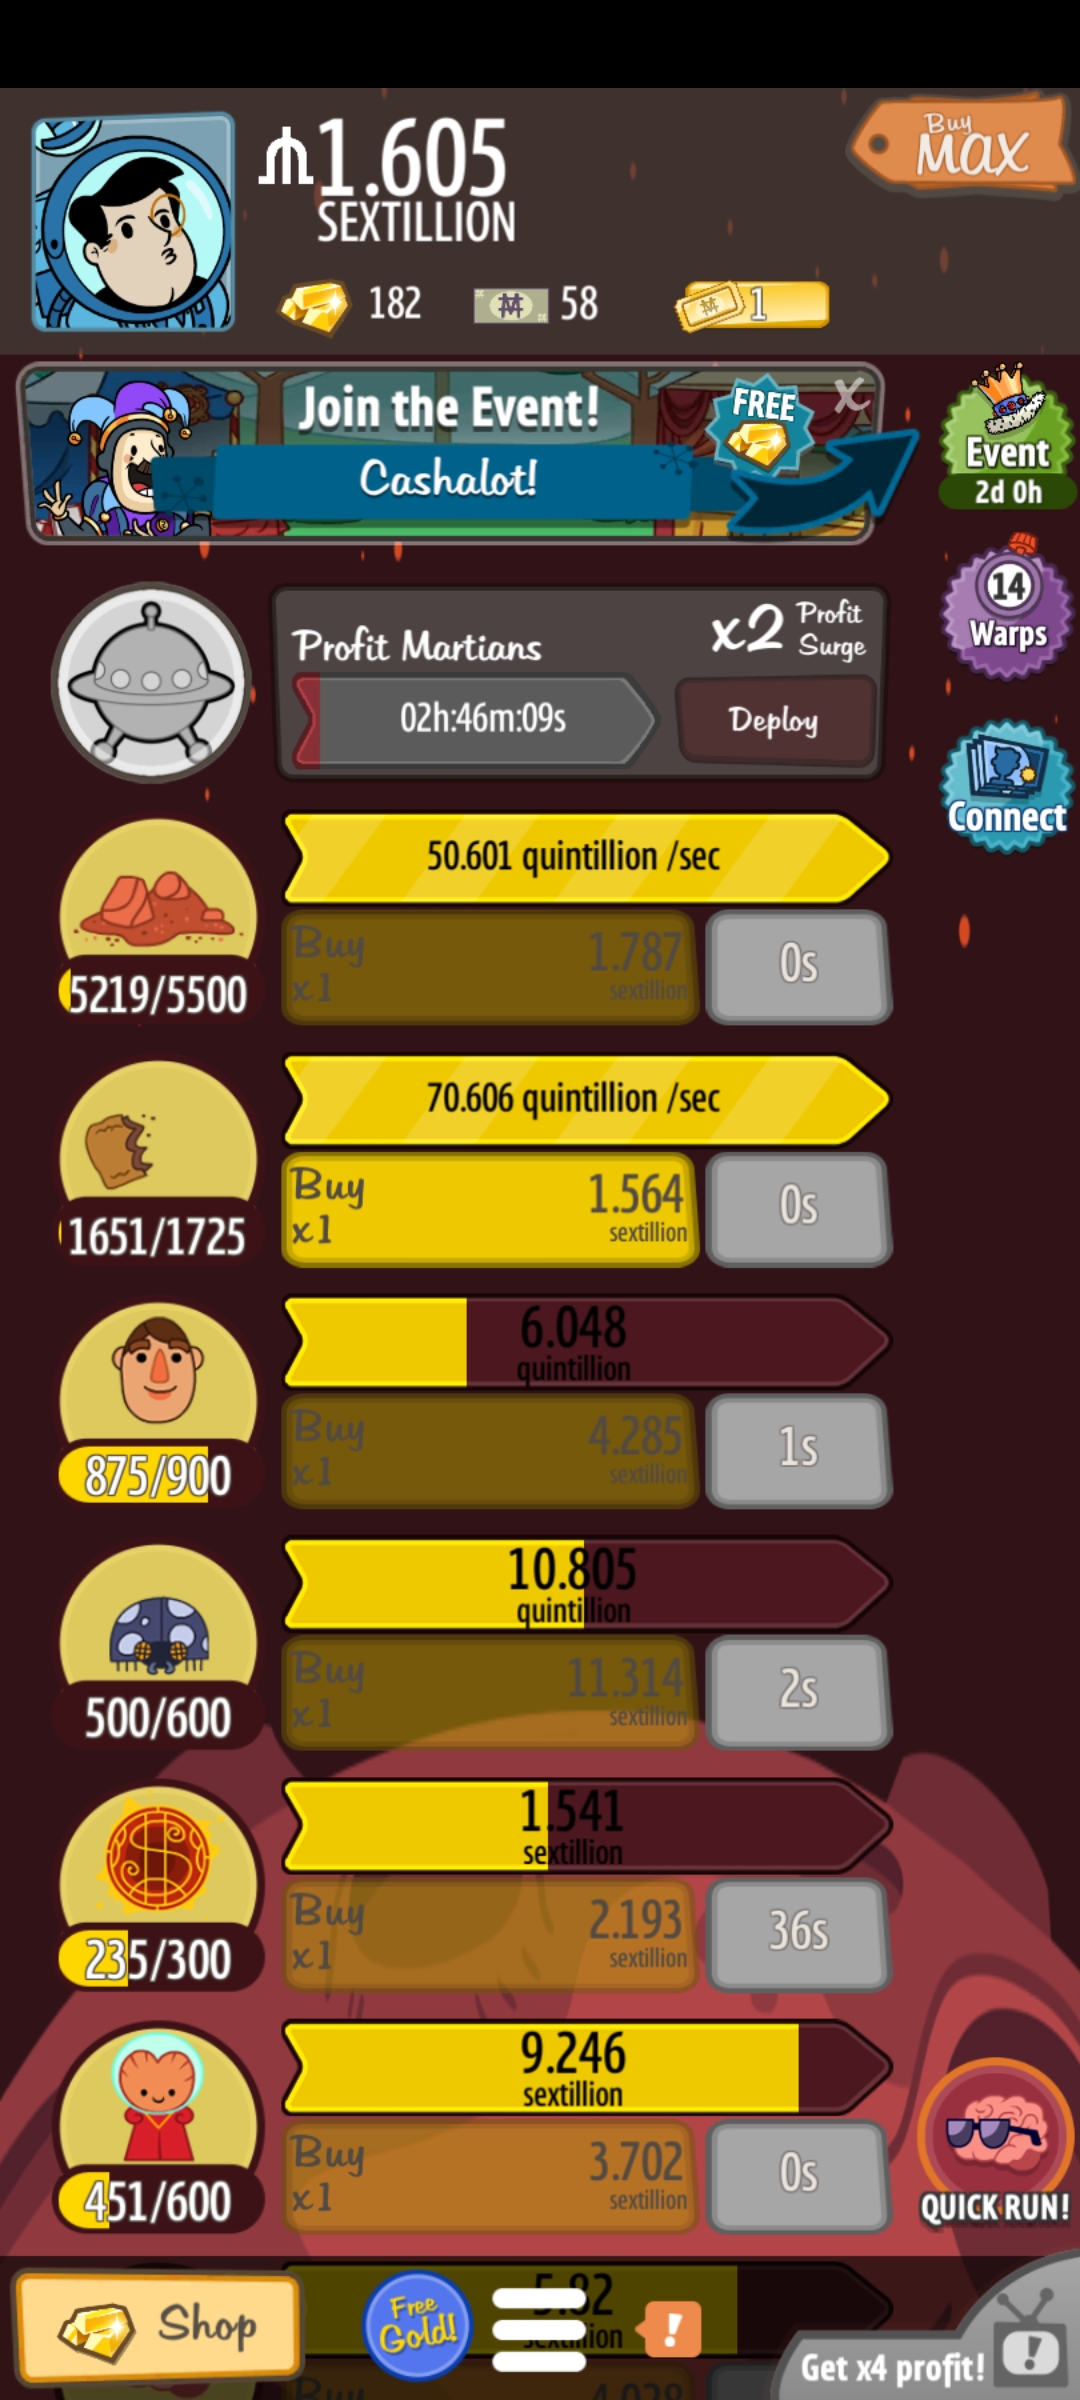 1.605
SEXTILLION
Buy
MAX
182
58
1
Join the Event!
FREE
X
Cashalot!
Event
2d 0h
14
Warps
Connect
Profit Martians
x2 Profit
Surge
02h:46m:09s
Deploy
50.601 quintillion /sec
Buy
x1
1.787
sextillion
0s
5219/5500
70.606 quintillion /sec
Buy
x1
1.564
sextillion
0s
1651/1725
6.048
quintillion
Buy
x1
4.285
sextillion
1s
875/900
10.805
quintillion
Buy
x1
11.314
sextillion
2s
500/600
1.541
sextillion
Buy
x1
2.193
sextillion
36s
235/300
9.246
sextillion
Buy
x1
3.702
sextillion
0s
451/600
QUICK RUN!
Shop
Free
Gold!
!
Get x4 profit!
!
Buy